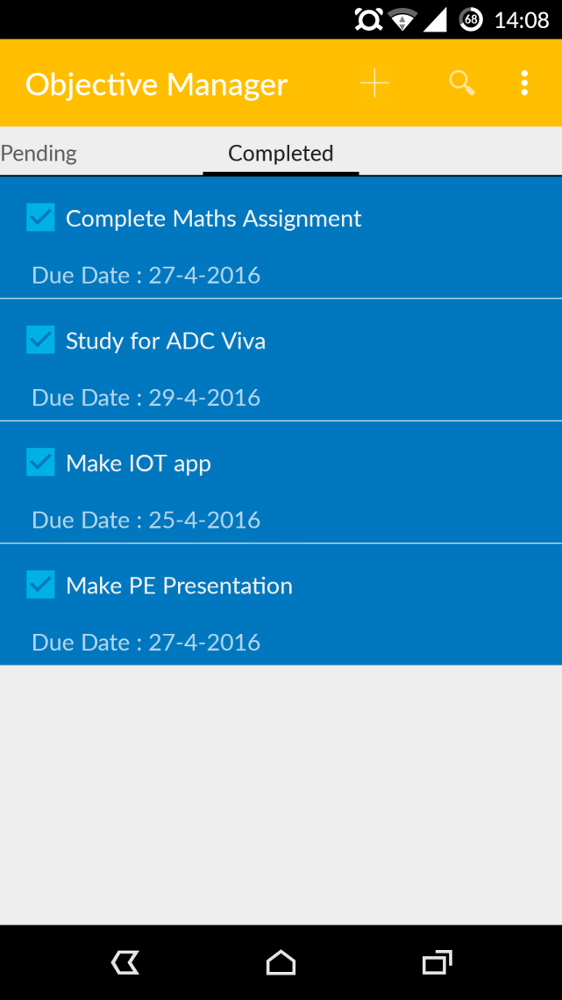 68 14:08
Objective Manager
Pending Completed
Complete Maths Assignment
Due Date : 27-4-2016
Study for ADC Viva
Due Date : 29-4-2016
Make IOT app
Due Date : 25-4-2016
Make PE Presentation
Due Date : 27-4-2016